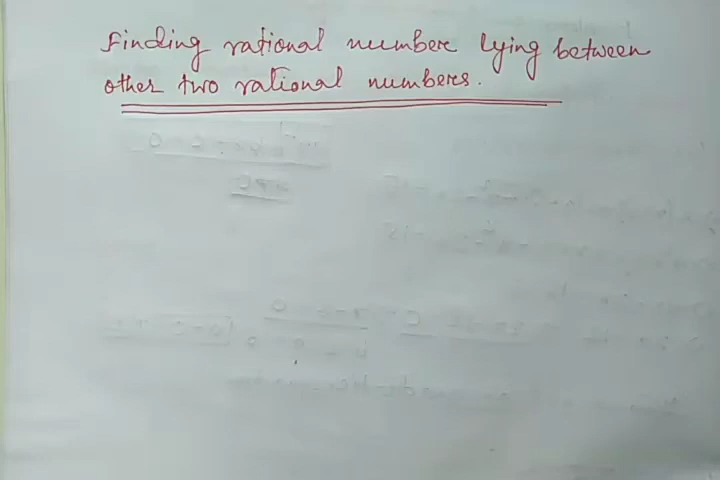 Finding rational number lying between
other two rational numbers.